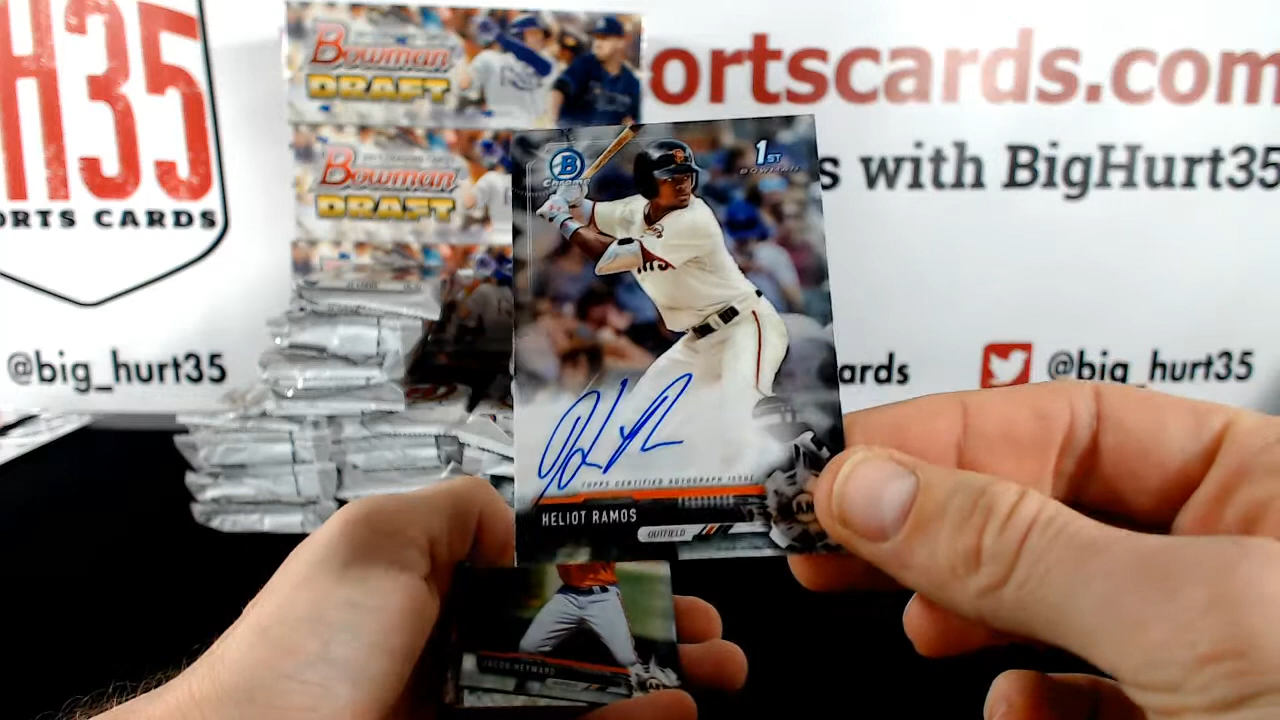 H35
ORTS CARDS
Bowman
DRAFT
Bowman
DRAFT
ortscards.com
s with BigHurt35
@big_hurt35
ards
@big_hurt35
B
Chrome
1ST
BOWMAN
TOPPS CERTIFIED AUTOGRAPH ISSUE
HELIOT RAMOS
OUTFIELD
JACOB HEYWARD